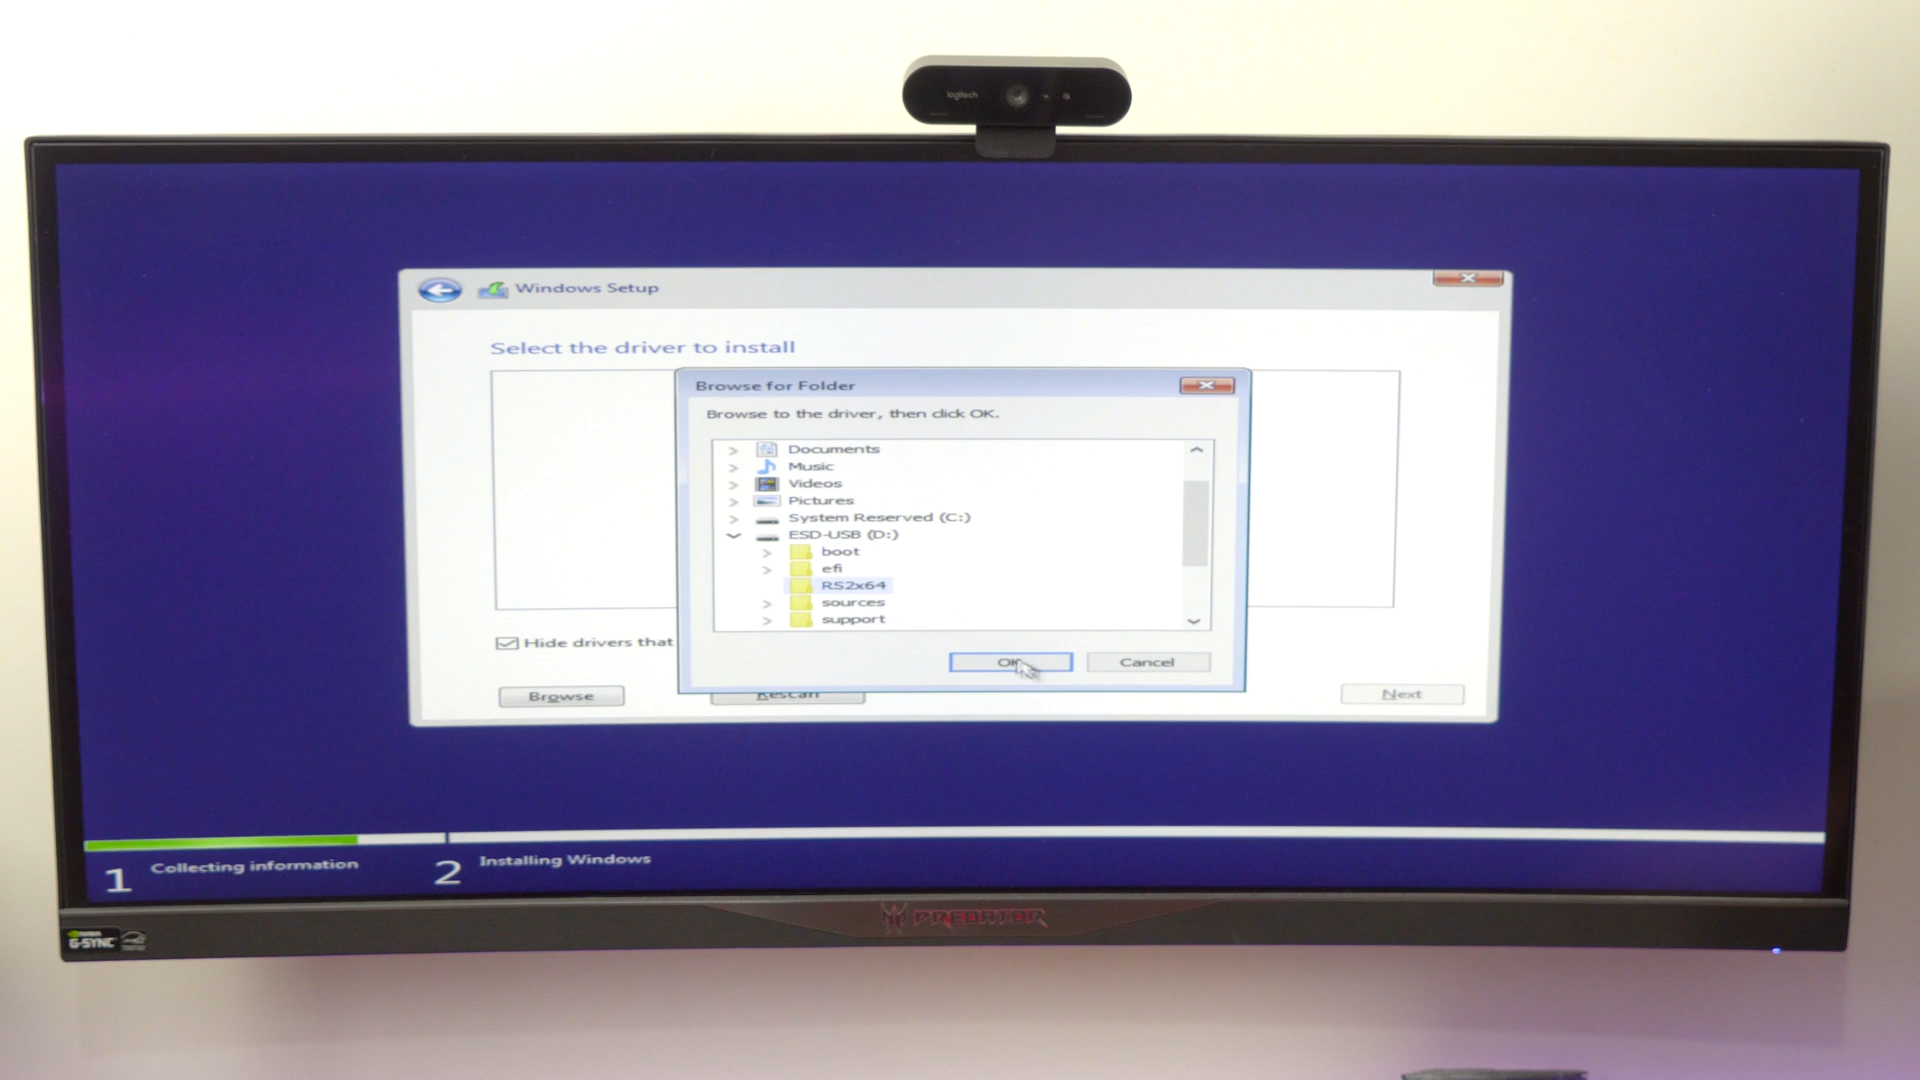 logitech
Windows Setup
Select the driver to install
Browse for Folder
Browse to the driver, then click OK.
Documents
Music
Videos
Pictures
System Reserved (C:)
ESD-USB (D:)
boot
efi
RS2x64
sources
support
Hide drivers that
OK
Cancel
Browse
Rescan
Next
1 Collecting information
2 Installing Windows
PREDATOR
NVIDIA
G-SYNC